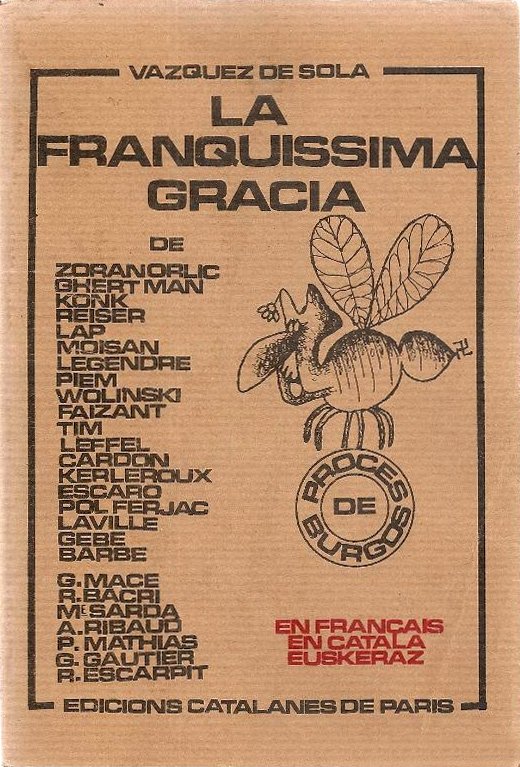 VAZQUEZ DE SOLA
LA
FRANQUISSIMA
GRACIA
DE
ZORAN ORLIC
GHERTMAN
KONK
REISER
LAP
MOISAN
LEGENDRE
PIEM
WOLINSKI
FAIZANT
TIM
LEFFEL
CARDON
KERLEROUX
ESCARO
POL FERJAC
LAVILLE
GEBE
BARBE
G. MACE
R. BACRI
Mc SARDA
A. RIBAUD
P. MATHIAS
G. GAUTIER
R. ESCARPIT
PROCES
DE
BURGOS
EN FRANÇAIS
EN CATALA
EUSKERAZ
EDICIONS CATALANES DE PARIS